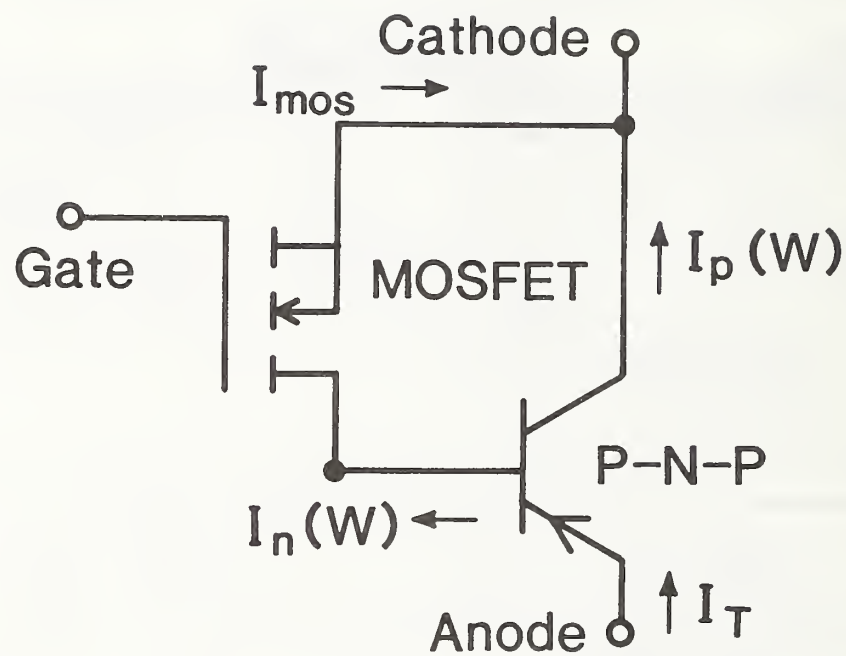 Cathode
I_mos
Gate
MOSFET
I_p (W)
P-N-P
I_n (W)
I_T
Anode